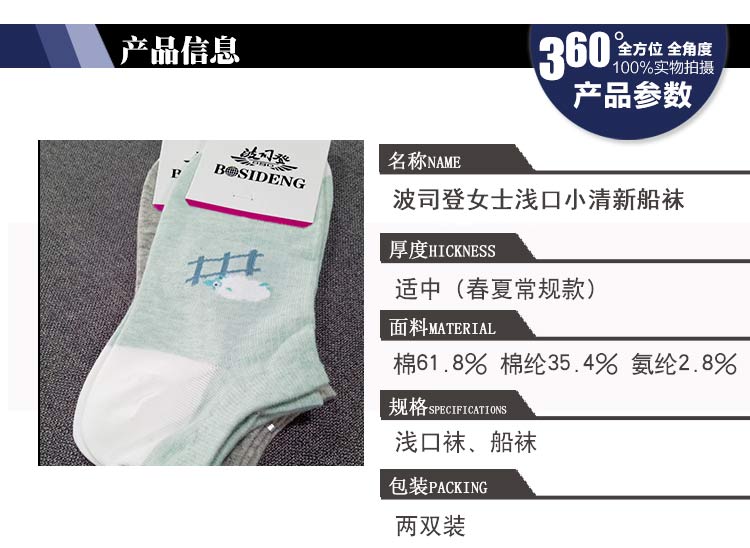 产品信息
360°全方位 全角度
100%实物拍摄
产品参数
波司登
BOSIDENG
名称NAME
波司登女士浅口小清新船袜
厚度HICKNESS
适中（春夏常规款）
面料MATERIAL
棉61.8% 棉纶35.4% 氨纶2.8%
规格SPECIFICATIONS
浅口袜、船袜
包装PACKING
两双装